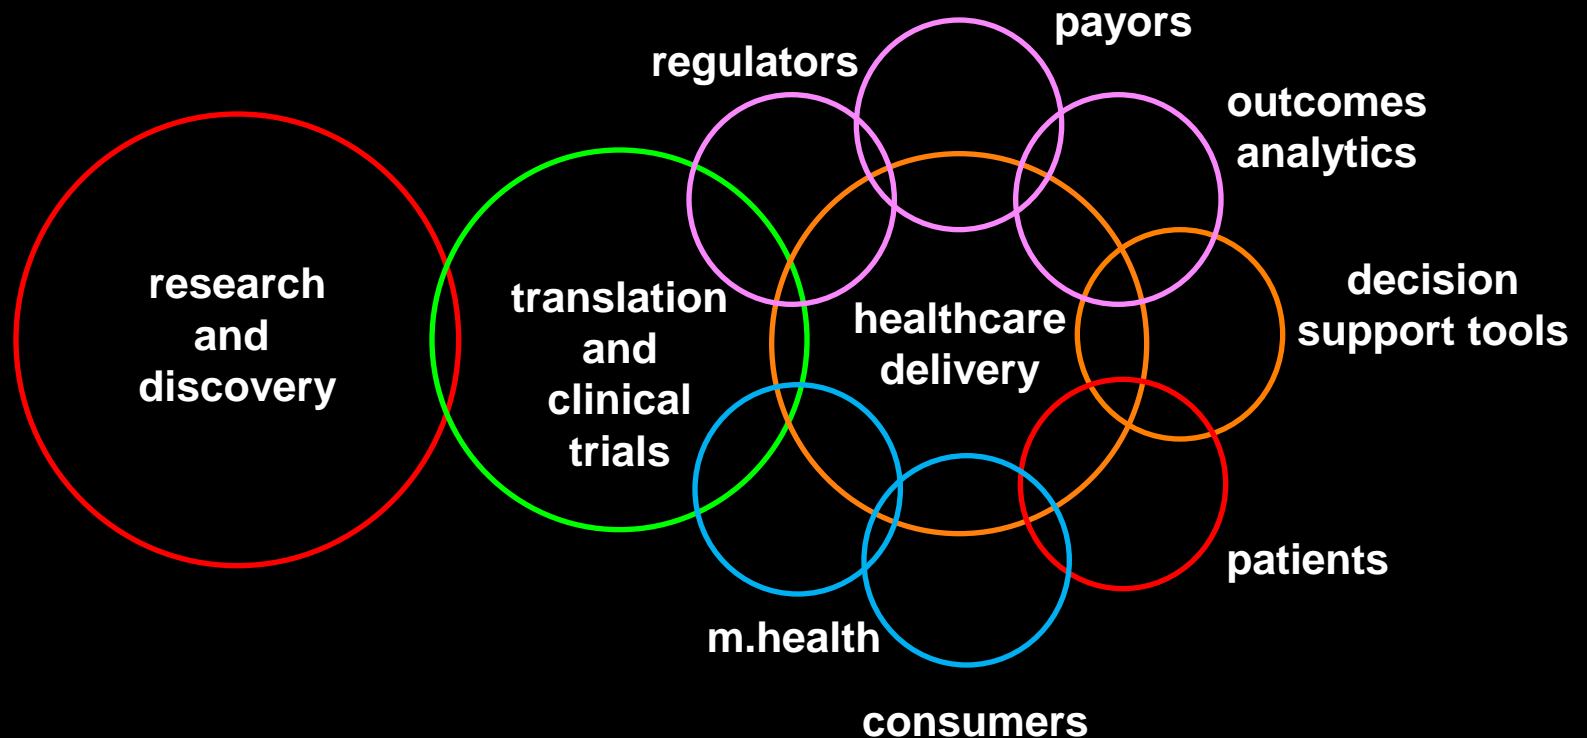 payors
regulators
outcomes
analytics
research
and
discovery
translation
and
clinical
trials
healthcare
delivery
decision
support tools
patients
m.health
consumers